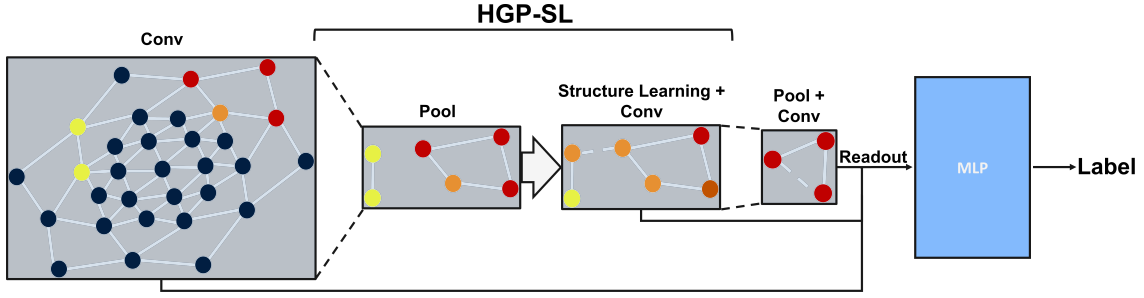 HGP-SL
Conv
Pool
Structure Learning +
Conv
Pool +
Conv
Readout
MLP
Label